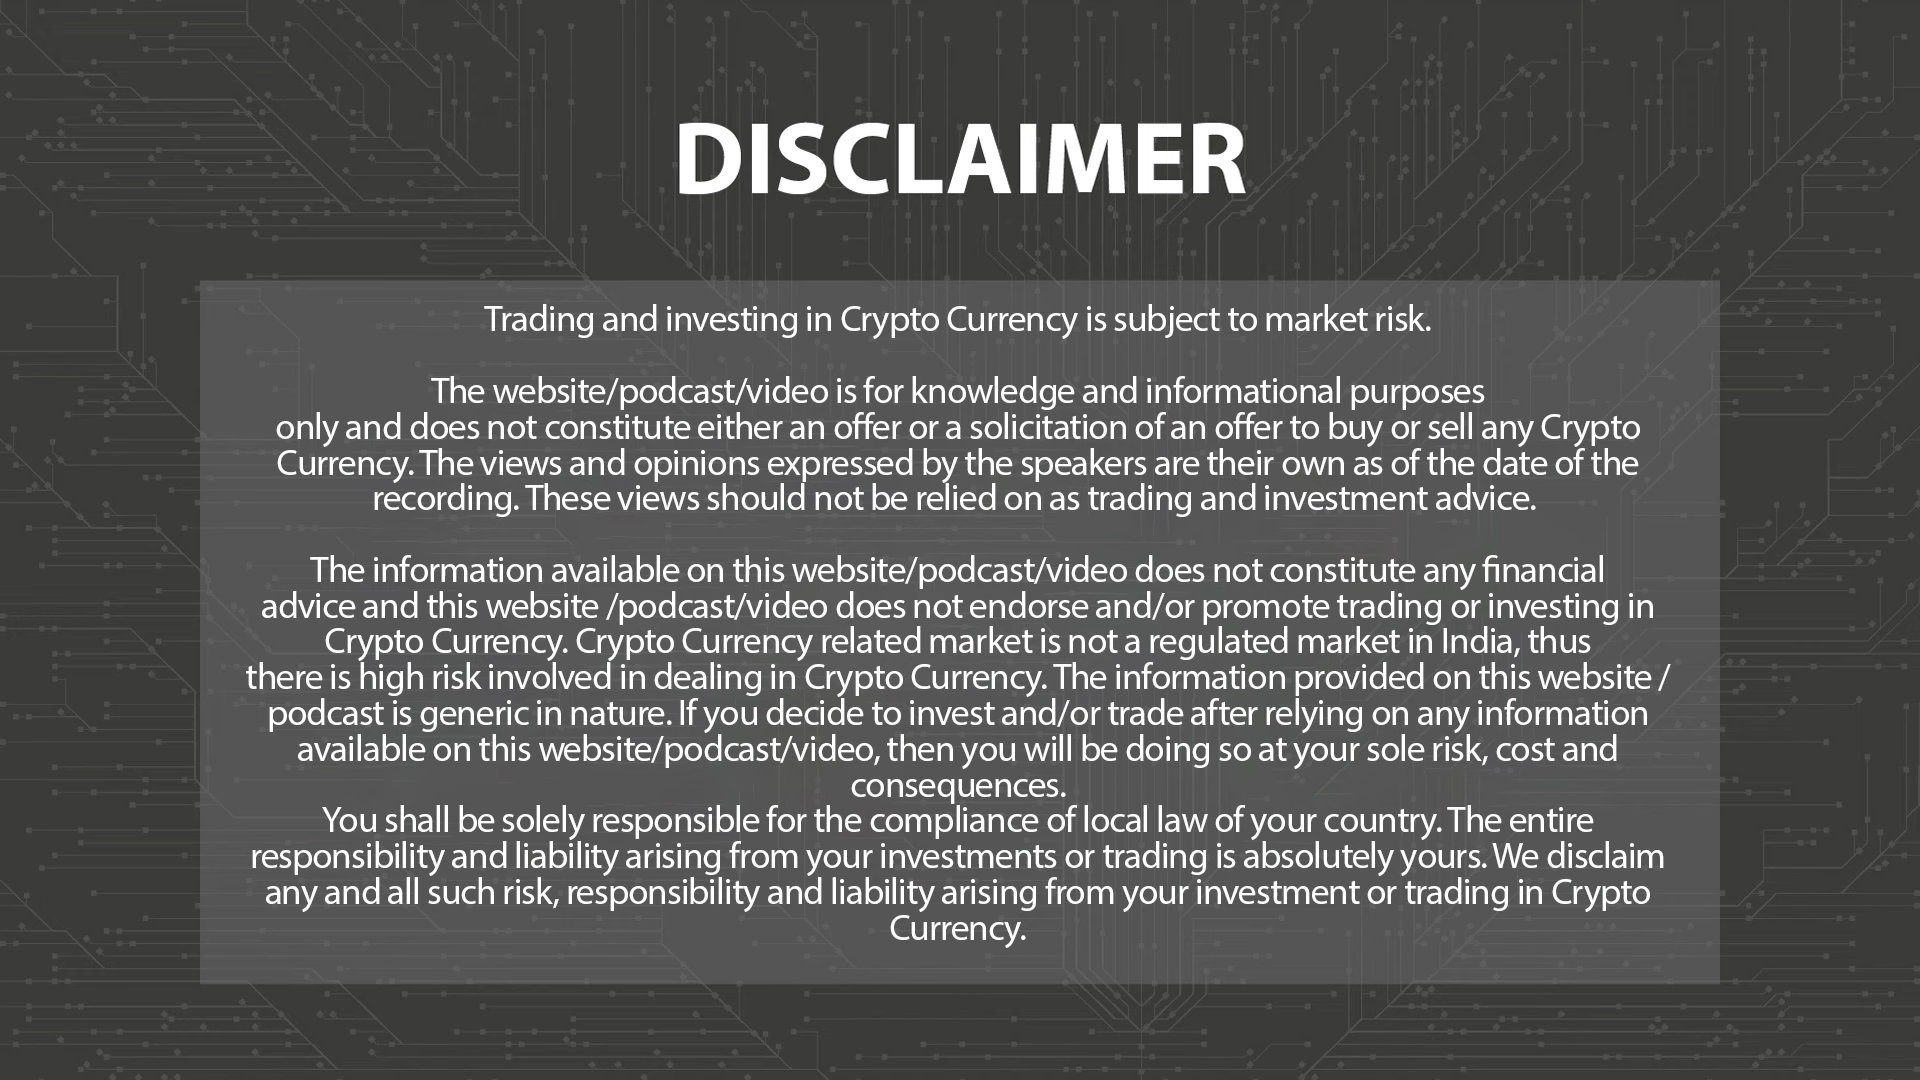 DISCLAIMER
Trading and investing in Crypto Currency is subject to market risk.
The website/podcast/video is for knowledge and informational purposes
only and does not constitute either an offer or a solicitation of an offer to buy or sell any Crypto
Currency. The views and opinions expressed by the speakers are their own as of the date of the
recording. These views should not be relied on as trading and investment advice.
The information available on this website/podcast/video does not constitute any financial
advice and this website /podcast/video does not endorse and/or promote trading or investing in
Crypto Currency. Crypto Currency related market is not a regulated market in India, thus
there is high risk involved in dealing in Crypto Currency. The information provided on this website /
podcast is generic in nature. If you decide to invest and/or trade after relying on any information
available on this website/podcast/video, then you will be doing so at your sole risk, cost and
consequences.
You shall be solely responsible for the compliance of local law of your country. The entire
responsibility and liability arising from your investments or trading is absolutely yours. We disclaim
any and all such risk, responsibility and liability arising from your investment or trading in Crypto
Currency.